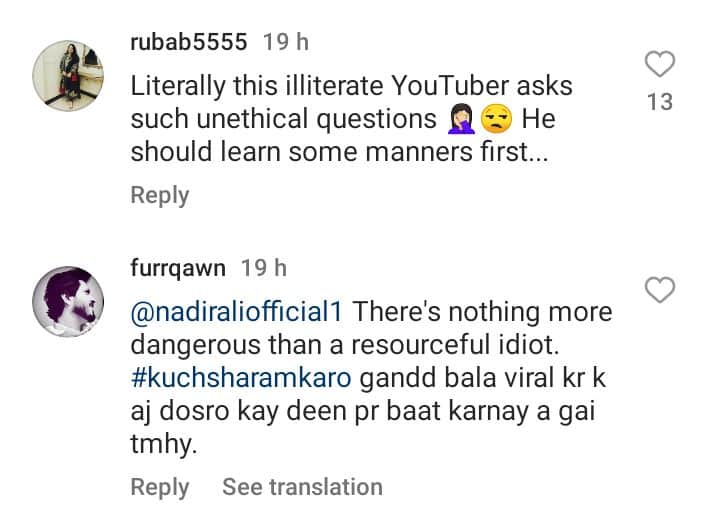 rubab5555 19 h
Literally this illiterate YouTuber asks
such unethical questions 🤦🏻‍♀️😒 He
should learn some manners first...
13
Reply
furrqawn 19 h
@nadiraliofficial1 There's nothing more
dangerous than a resourceful idiot.
#kuchsharamkaro gandd bala viral kr k
aj dosro kay deen pr baat karnay a gai
tmhy.
Reply See translation